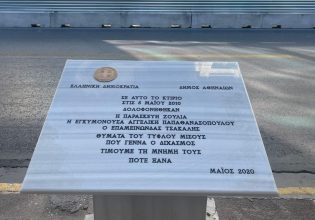 ΕΛΛΗΝΙΚΗ ΔΗΜΟΚΡΑΤΙΑ ΔΗΜΟΣ ΑΘΗΝΑΙΩΝ
ΣΕ ΑΥΤΟ ΤΟ ΚΤΙΡΙΟ
ΣΤΙΣ 5 ΜΑΪΟΥ 2010
ΔΟΛΟΦΟΝΗΘΗΚΑΝ
Η ΠΑΡΑΣΚΕΥΗ ΖΟΥΛΙΑ
Η ΕΓΚΥΜΟΝΟΥΣΑ ΑΓΓΕΛΙΚΗ ΠΑΠΑΘΑΝΑΣΟΠΟΥΛΟΥ
Ο ΕΠΑΜΕΙΝΩΝΔΑΣ ΤΣΑΚΑΛΗΣ
ΘΥΜΑΤΑ ΤΟΥ ΤΥΦΛΟΥ ΜΙΣΟΥΣ
ΠΟΥ ΓΕΝΝΑ Ο ΔΙΧΑΣΜΟΣ
ΤΙΜΟΥΜΕ ΤΗ ΜΝΗΜΗ ΤΟΥΣ
ΠΟΤΕ ΞΑΝΑ
ΜΑΪΟΣ 2020